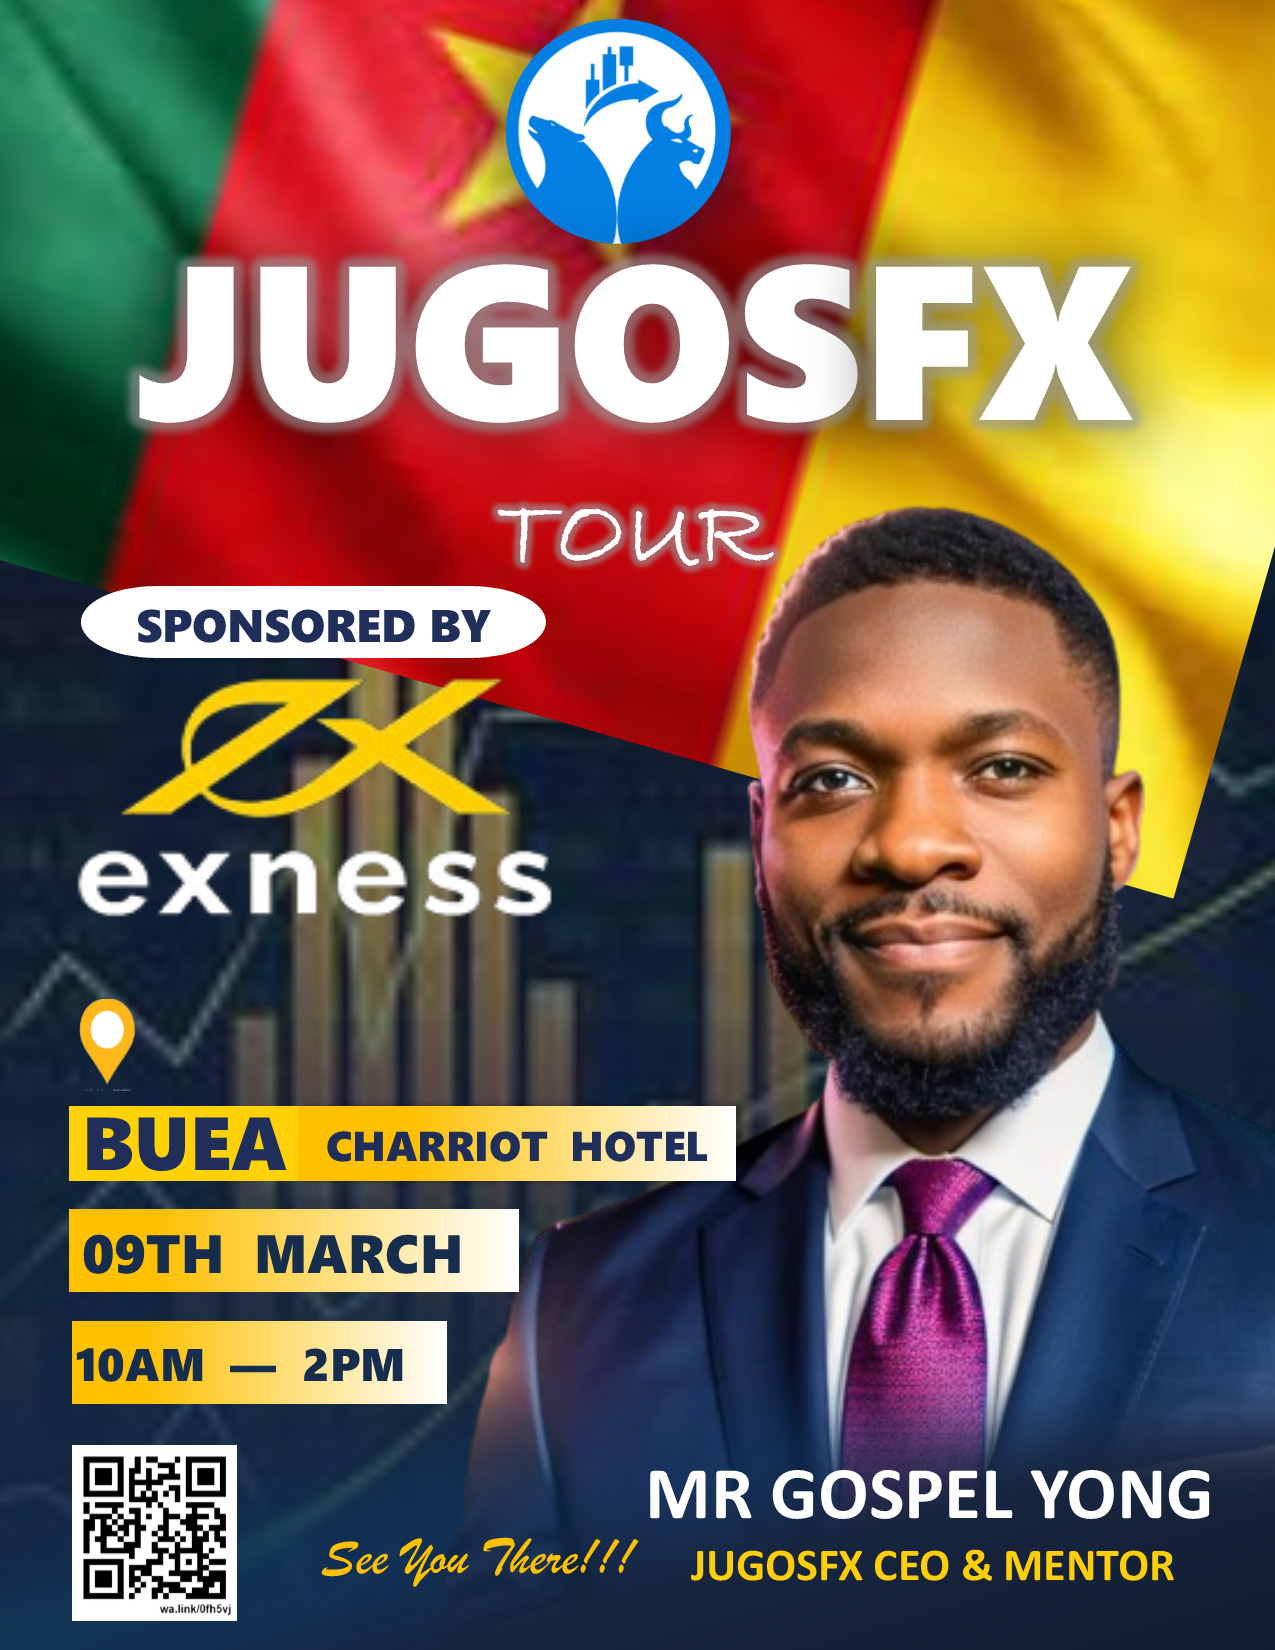 JUGOSFX
TOUR
SPONSORED BY
exness
BUEA CHARRIOT HOTEL
09TH MARCH
10AM — 2PM
wa.link/0fh5vj
See You There!!!
MR GOSPEL YONG
JUGOSFX CEO & MENTOR